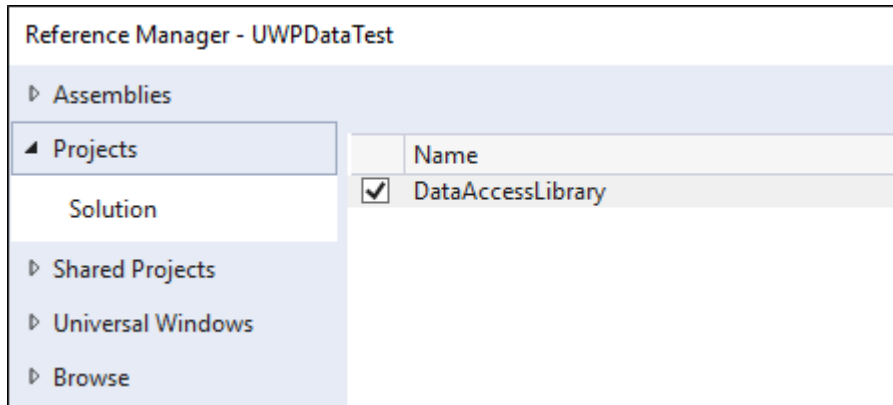 Reference Manager - UWPDataTest
Assemblies
Projects
Solution
Shared Projects
Universal Windows
Browse
Name
DataAccessLibrary